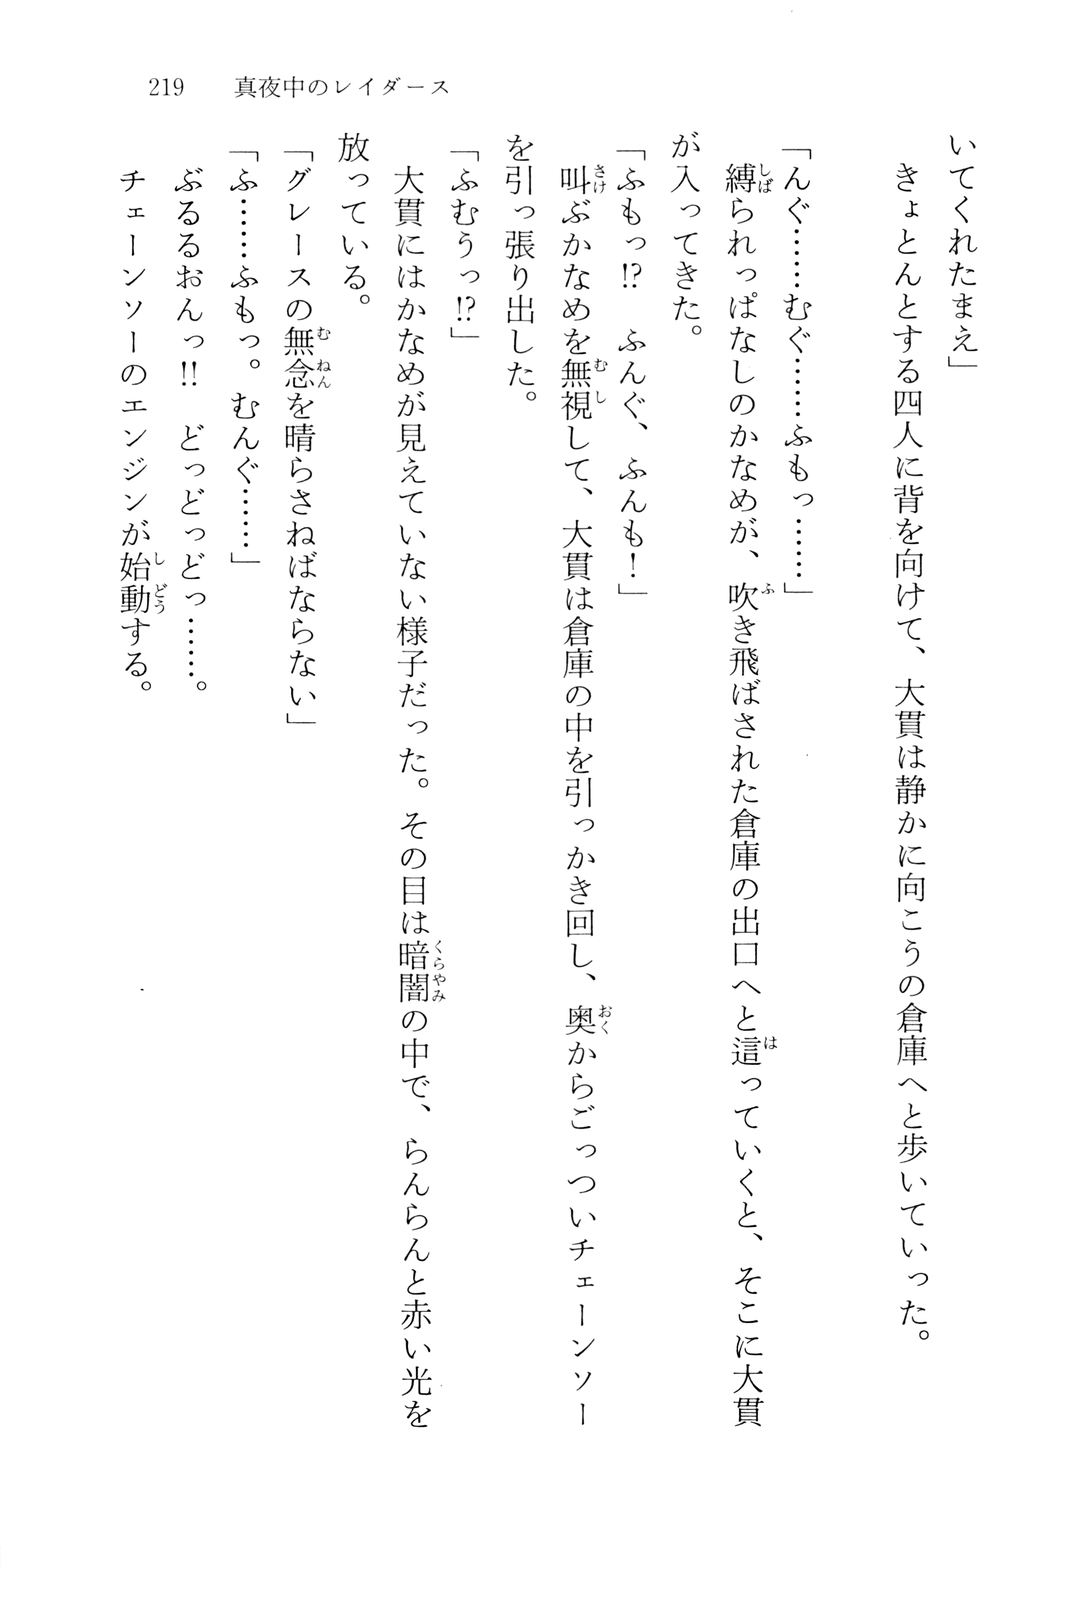 219　真夜中のレイダース
いてくれたまえ」
　きょとんとする四人に背を向けて、大貫は静かに向こうの倉庫へと歩いていった。
「んぐ……むぐ……ふもっ……」
　縛られっぱなしのかなめが、吹き飛ばされた倉庫の出口へと這っていくと、そこに大貫
が入ってきた。
「ふもっ!?　ふんぐ、ふんも！」
　叫ぶかなめを無視して、大貫は倉庫の中を引っかき回し、奥からごっついチェーンソー
を引っ張り出した。
「ふむうっ!?」
　大貫にはかなめが見えていない様子だった。その目は暗闇の中で、らんらんと赤い光を
放っている。
「グレースの無念を晴らさねばならない」
「ふ……ふもっ。むんぐ……」
　ぶるるおんっ!!　どっどっどっ……。
　チェーンソーのエンジンが始動する。